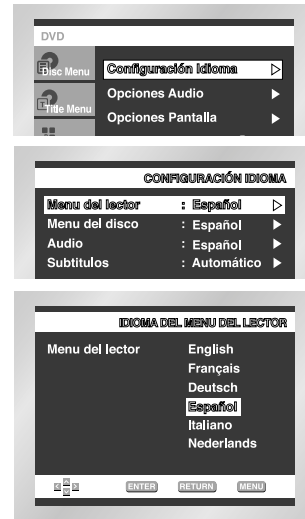 DVD
Disc Menu
Configuración Idioma
Opciones Audio
Title Menu
Opciones Pantalla
CONFIGURACIÓN IDIOMA
Menu del lector : Español
Menu del disco : Español
Audio : Español
Subtitulos : Automático
IDIOMA DEL MENU DEL LECTOR
Menu del lector English
Français
Deutsch
Español
Italiano
Nederlands
ENTER RETURN MENU